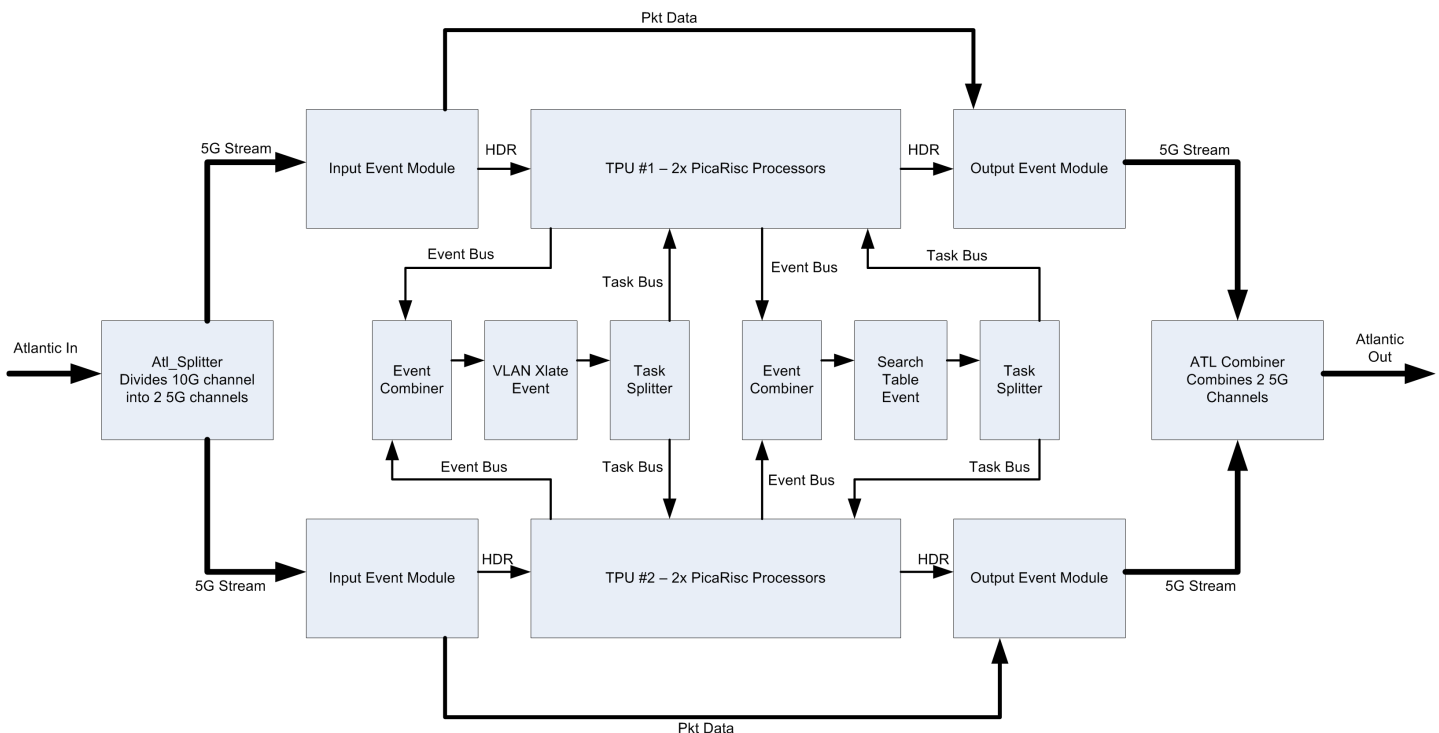 Pkt Data
5G Stream
Input Event Module
HDR
TPU #1 – 2x PicaRisc Processors
HDR
Output Event Module
5G Stream
Event Bus
Task Bus
Event Bus
Task Bus
Atlantic In
Atl_Splitter
Divides 10G channel
into 2 5G channels
Event
Combiner
VLAN Xlate
Event
Task
Splitter
Event
Combiner
Search
Table
Event
Task
Splitter
ATL Combiner
Combines 2 5G
Channels
Atlantic
Out
Event Bus
Task Bus
Event Bus
Task Bus
5G Stream
Input Event Module
HDR
TPU #2 – 2x PicaRisc Processors
HDR
Output Event Module
5G Stream
Pkt Data